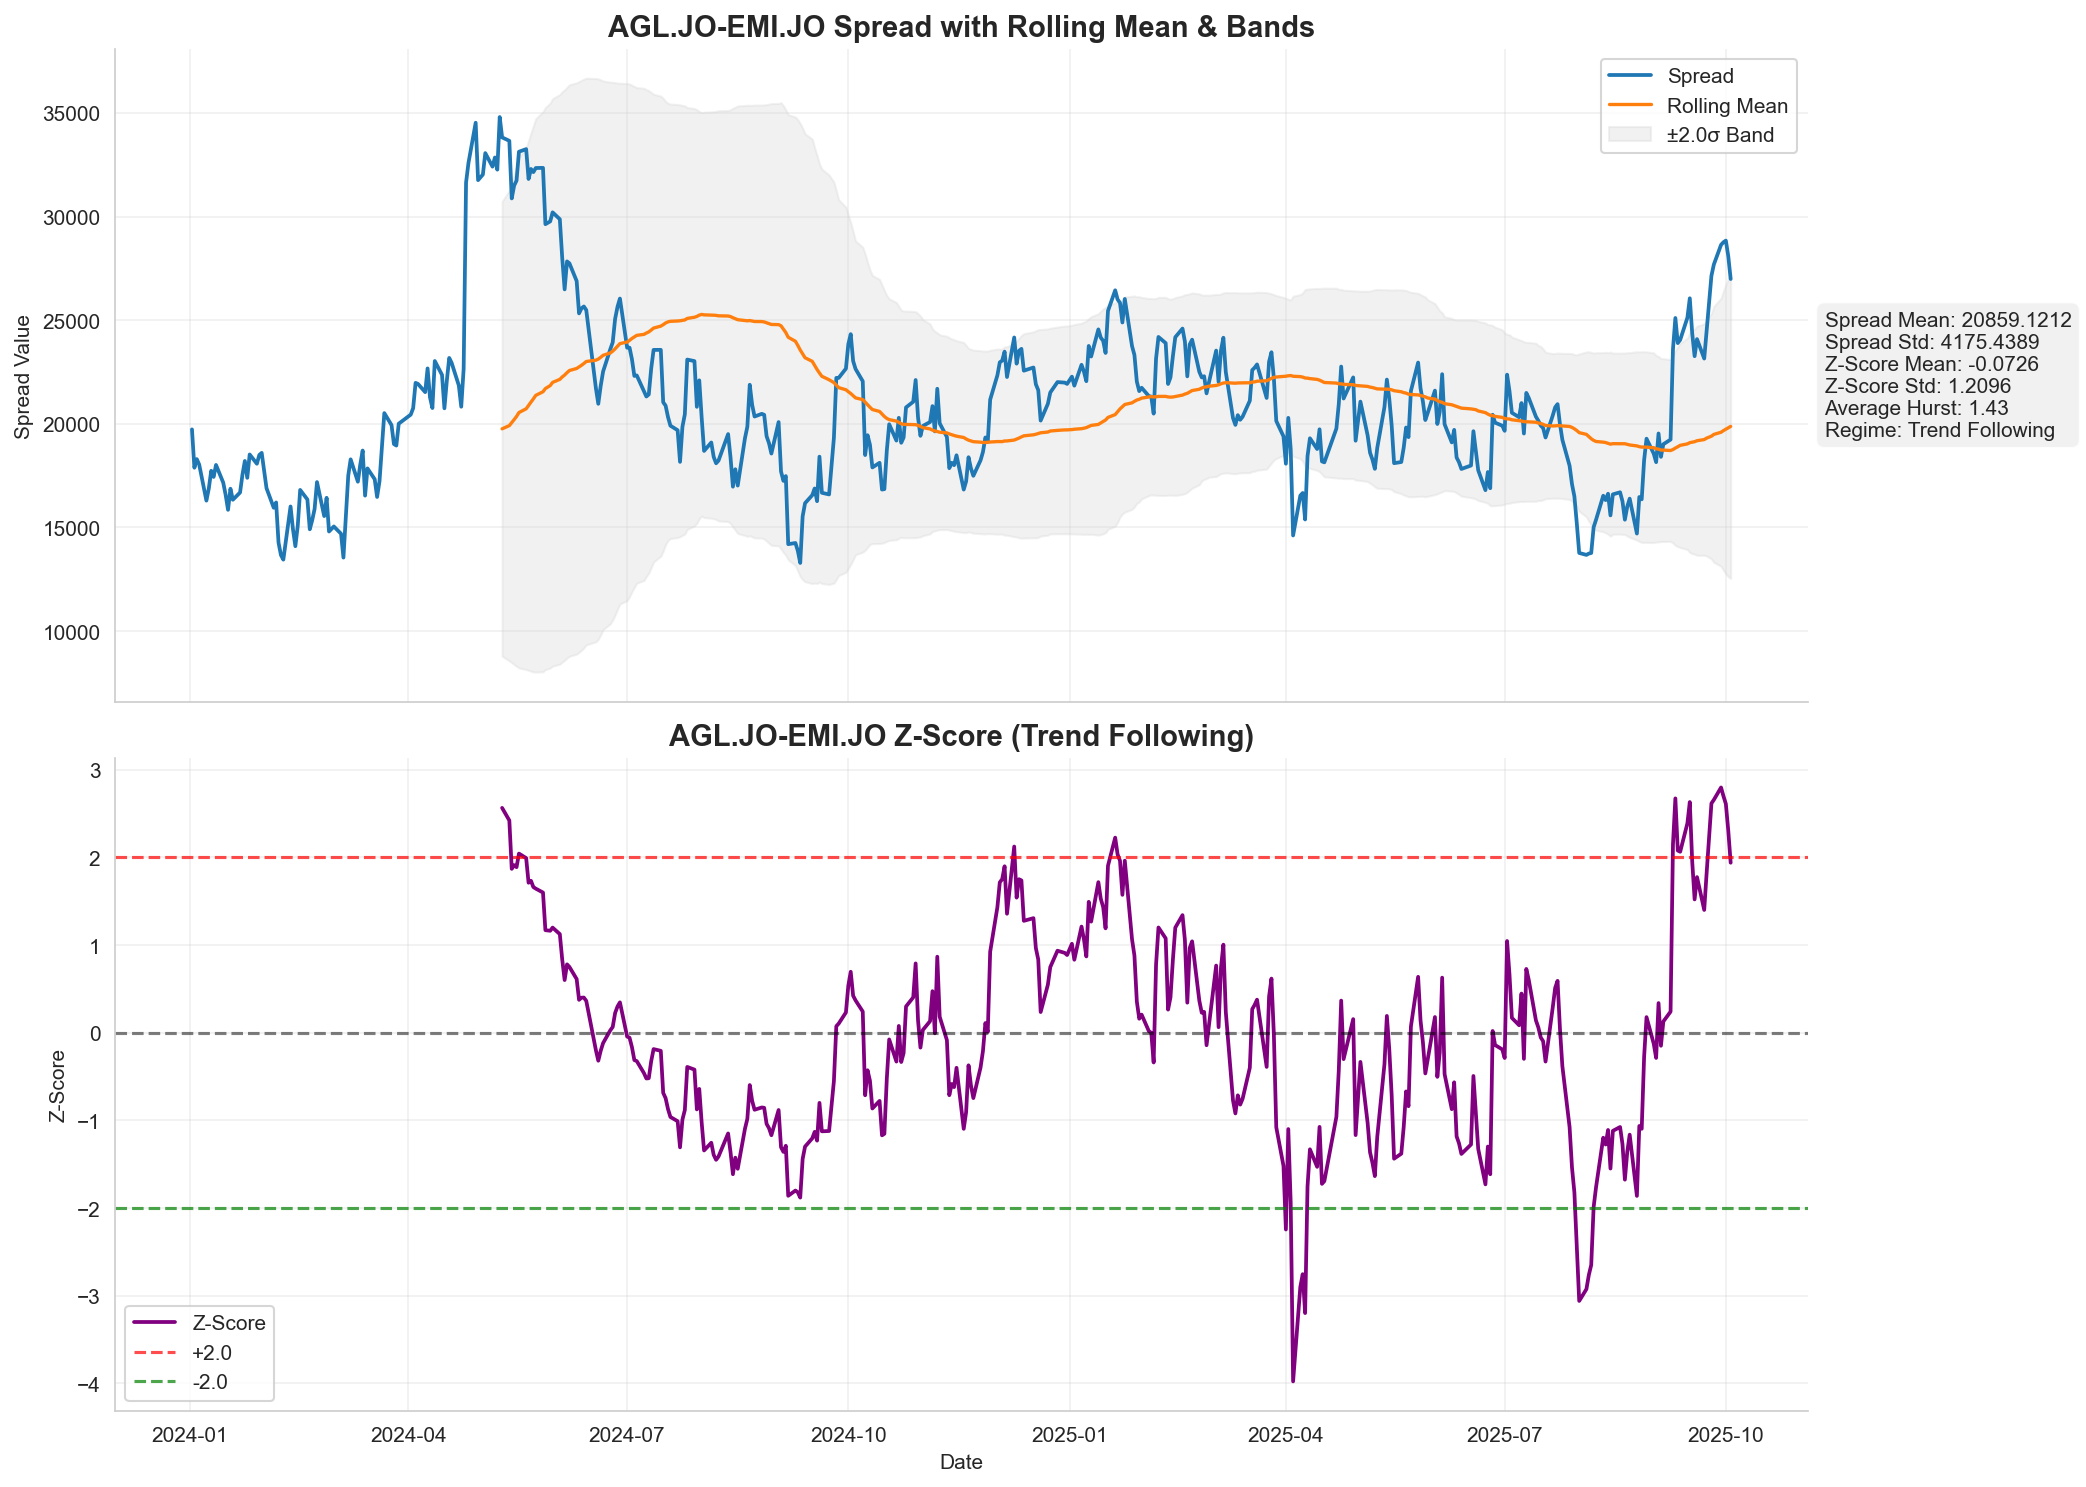 AGL.JO-EMI.JO Spread with Rolling Mean & Bands
Spread Value
35000
30000
25000
20000
15000
10000
Spread
Rolling Mean
±2.0σ Band
Spread Mean: 20859.1212
Spread Std: 4175.4389
Z-Score Mean: -0.0726
Z-Score Std: 1.2096
Average Hurst: 1.43
Regime: Trend Following
AGL.JO-EMI.JO Z-Score (Trend Following)
Z-Score
3
2
1
0
−1
−2
−3
−4
Z-Score
+2.0
-2.0
2024-01
2024-04
2024-07
2024-10
2025-01
2025-04
2025-07
2025-10
Date